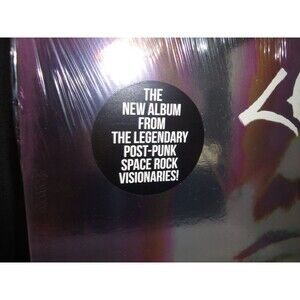 THE
NEW ALBUM
FROM
THE LEGENDARY
POST-PUNK
SPACE ROCK
VISIONARIES!